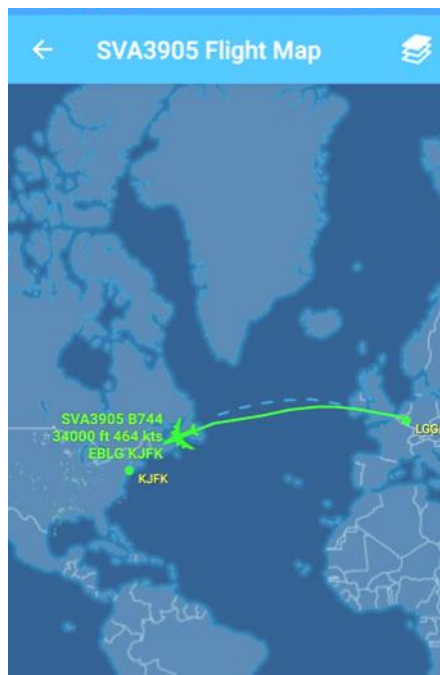 SVA3905 Flight Map
SVA3905 B744
34000 ft 464 kts
EBLG KJFK
KJFK